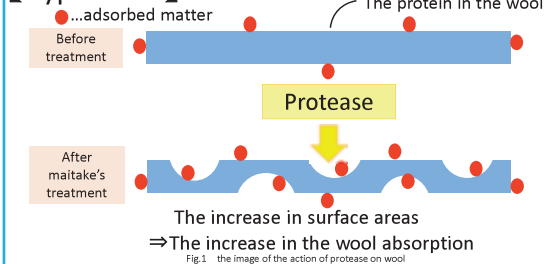 ...adsorbed matter
The protein in the wool
Before
treatment
Protease
After
maitake's
treatment
The increase in surface areas
⇒The increase in the wool absorption
Fig.1 the image of the action of protease on wool